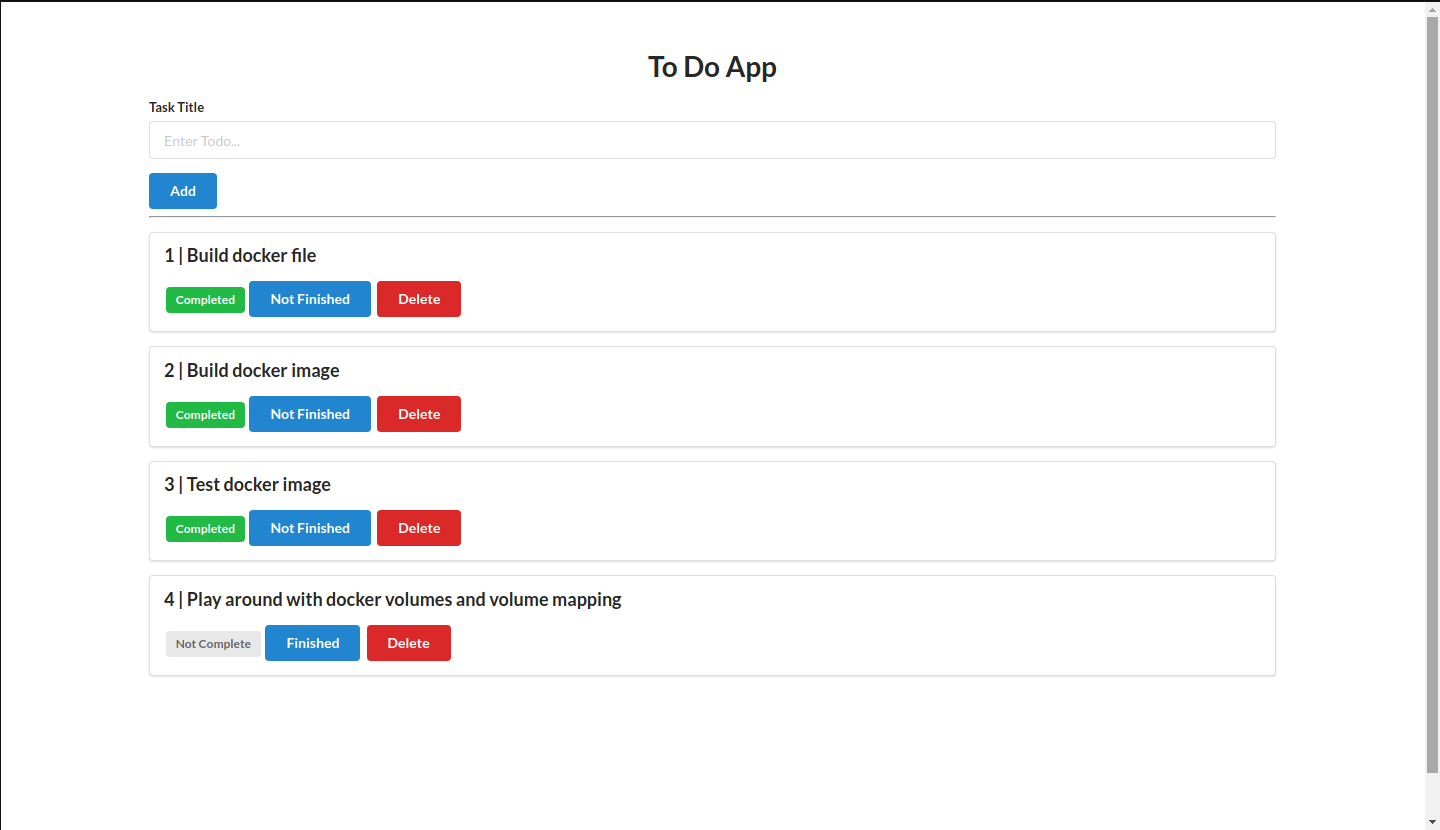 To Do App
Task Title
Enter Todo...
Add
1 | Build docker file
Completed Not Finished Delete
2 | Build docker image
Completed Not Finished Delete
3 | Test docker image
Completed Not Finished Delete
4 | Play around with docker volumes and volume mapping
Not Complete Finished Delete